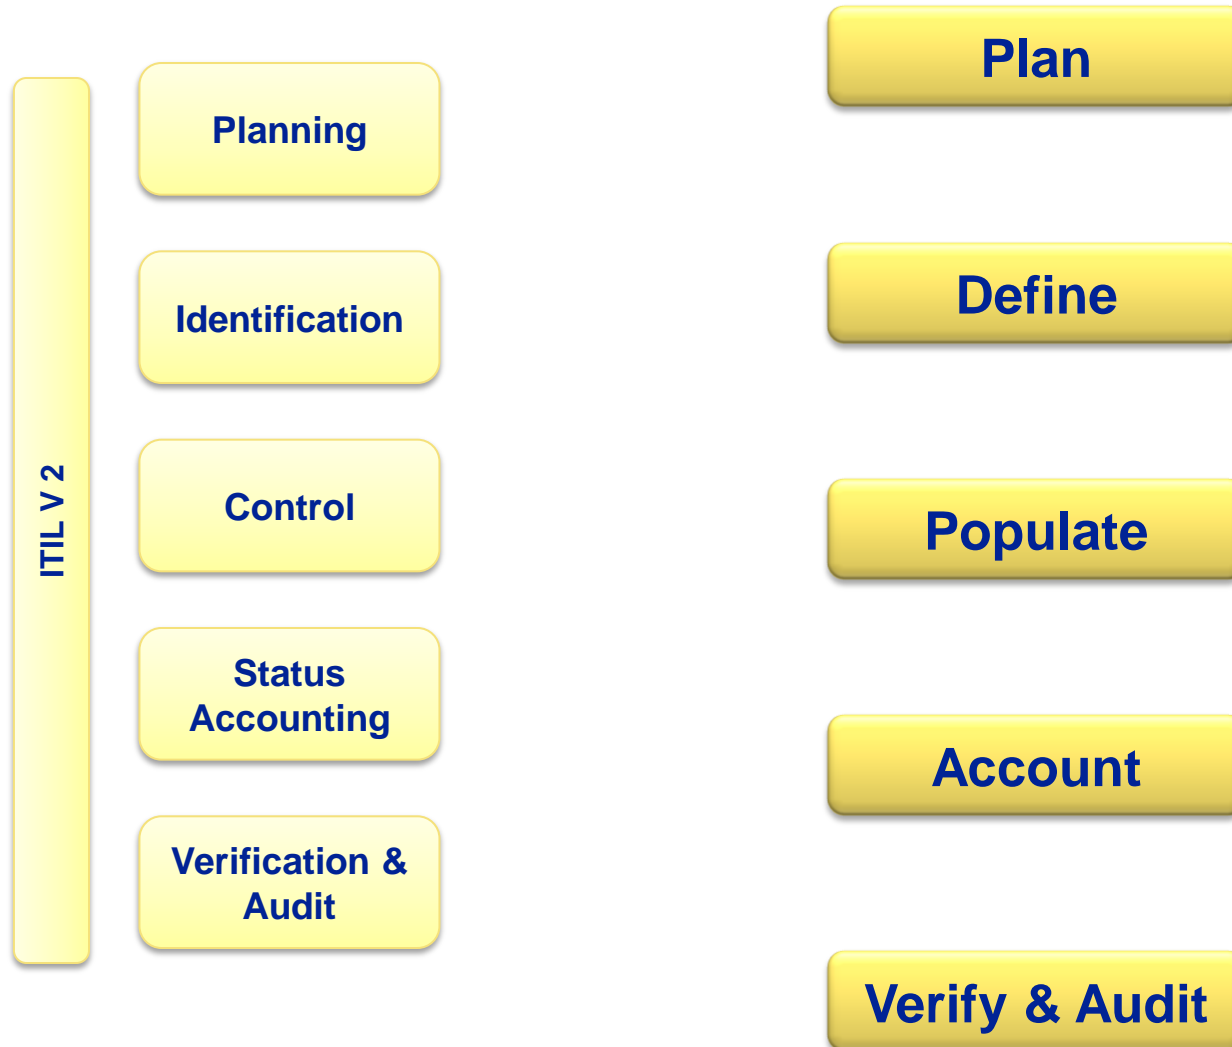 ITIL V 2
Planning
Identification
Control
Status
Accounting
Verification &
Audit
Plan
Define
Populate
Account
Verify & Audit